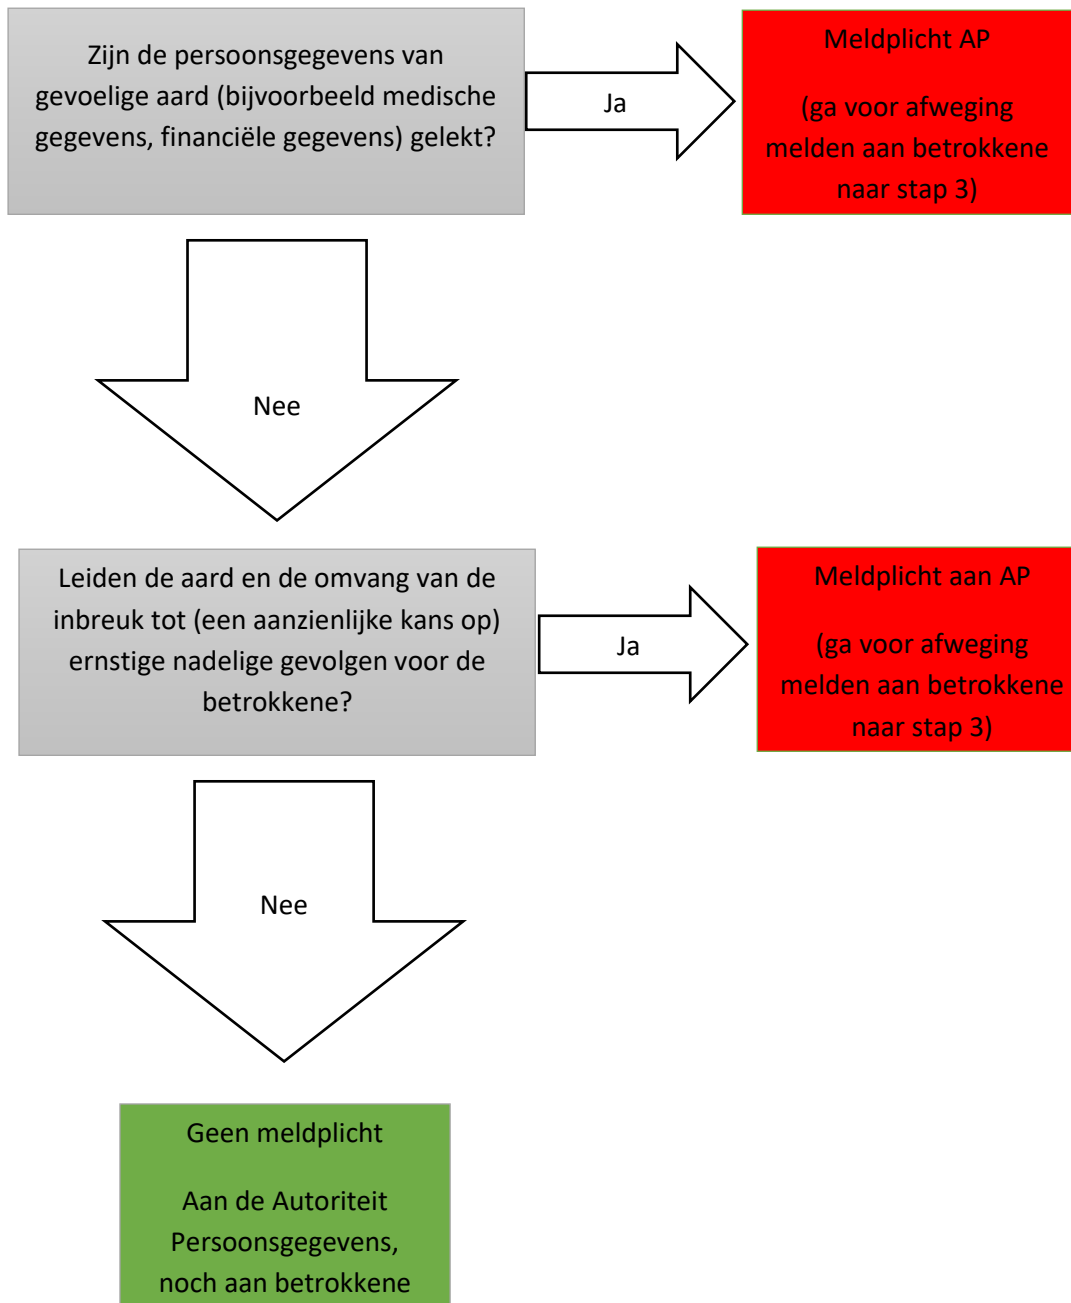 Zijn de persoonsgegevens van
gevoelige aard (bijvoorbeeld medische
gegevens, financiële gegevens) gelekt?
Ja
Meldplicht AP
(ga voor afweging
melden aan betrokkene
naar stap 3)
Nee
Leiden de aard en de omvang van de
inbreuk tot (een aanzienlijke kans op)
ernstige nadelige gevolgen voor de
betrokkene?
Ja
Meldplicht aan AP
(ga voor afweging
melden aan betrokkene
naar stap 3)
Nee
Geen meldplicht
Aan de Autoriteit
Persoonsgegevens,
noch aan betrokkene